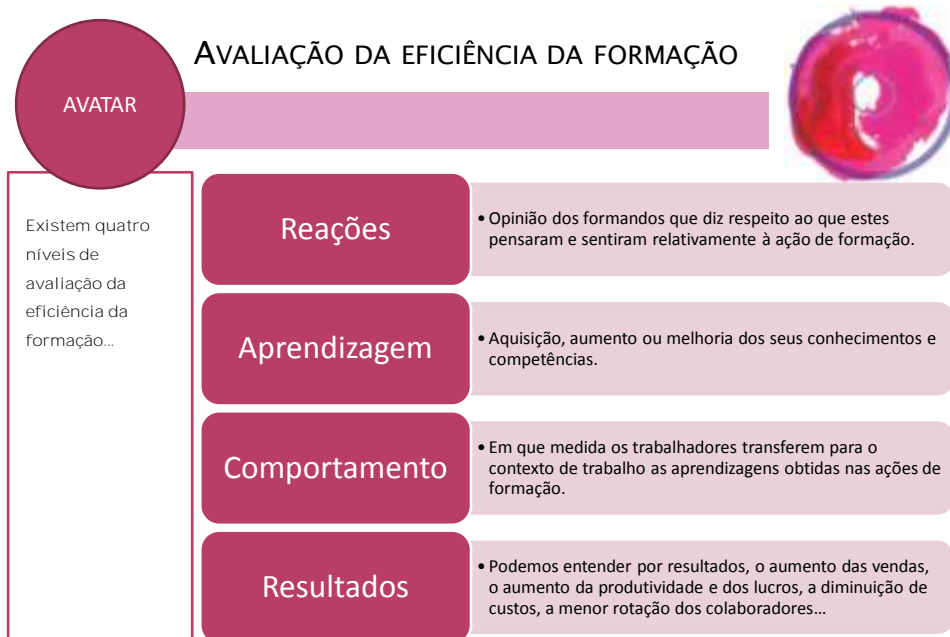 AVALIAÇÃO DA EFICIÊNCIA DA FORMAÇÃO
AVATAR
Existem quatro
níveis de
avaliação da
eficiência da
formação…
Reações
• Opinião dos formandos que diz respeito ao que estes
pensaram e sentiram relativamente à ação de formação.
Aprendizagem
• Aquisição, aumento ou melhoria dos seus conhecimentos e
competências.
Comportamento
• Em que medida os trabalhadores transferem para o
contexto de trabalho as aprendizagens obtidas nas ações de
formação.
Resultados
• Podemos entender por resultados, o aumento das vendas,
o aumento da produtividade e dos lucros, a diminuição de
custos, a menor rotação dos colaboradores…